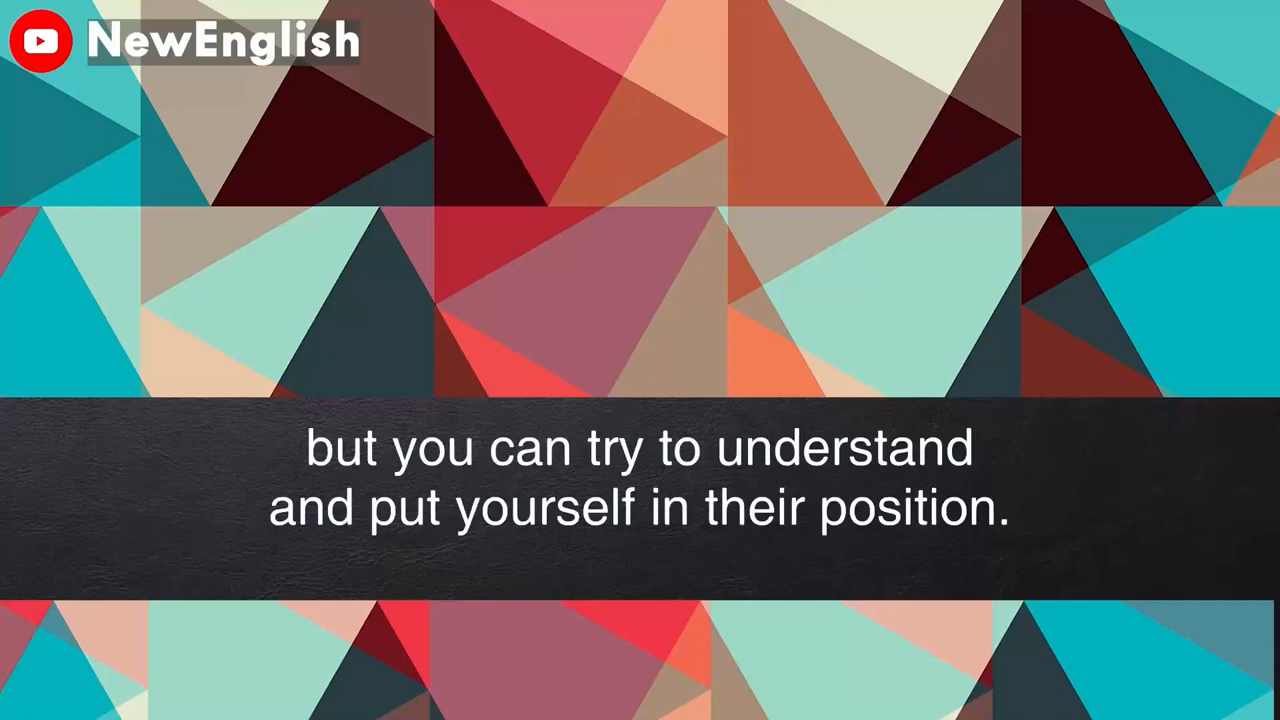 NewEnglish
but you can try to understand
and put yourself in their position.